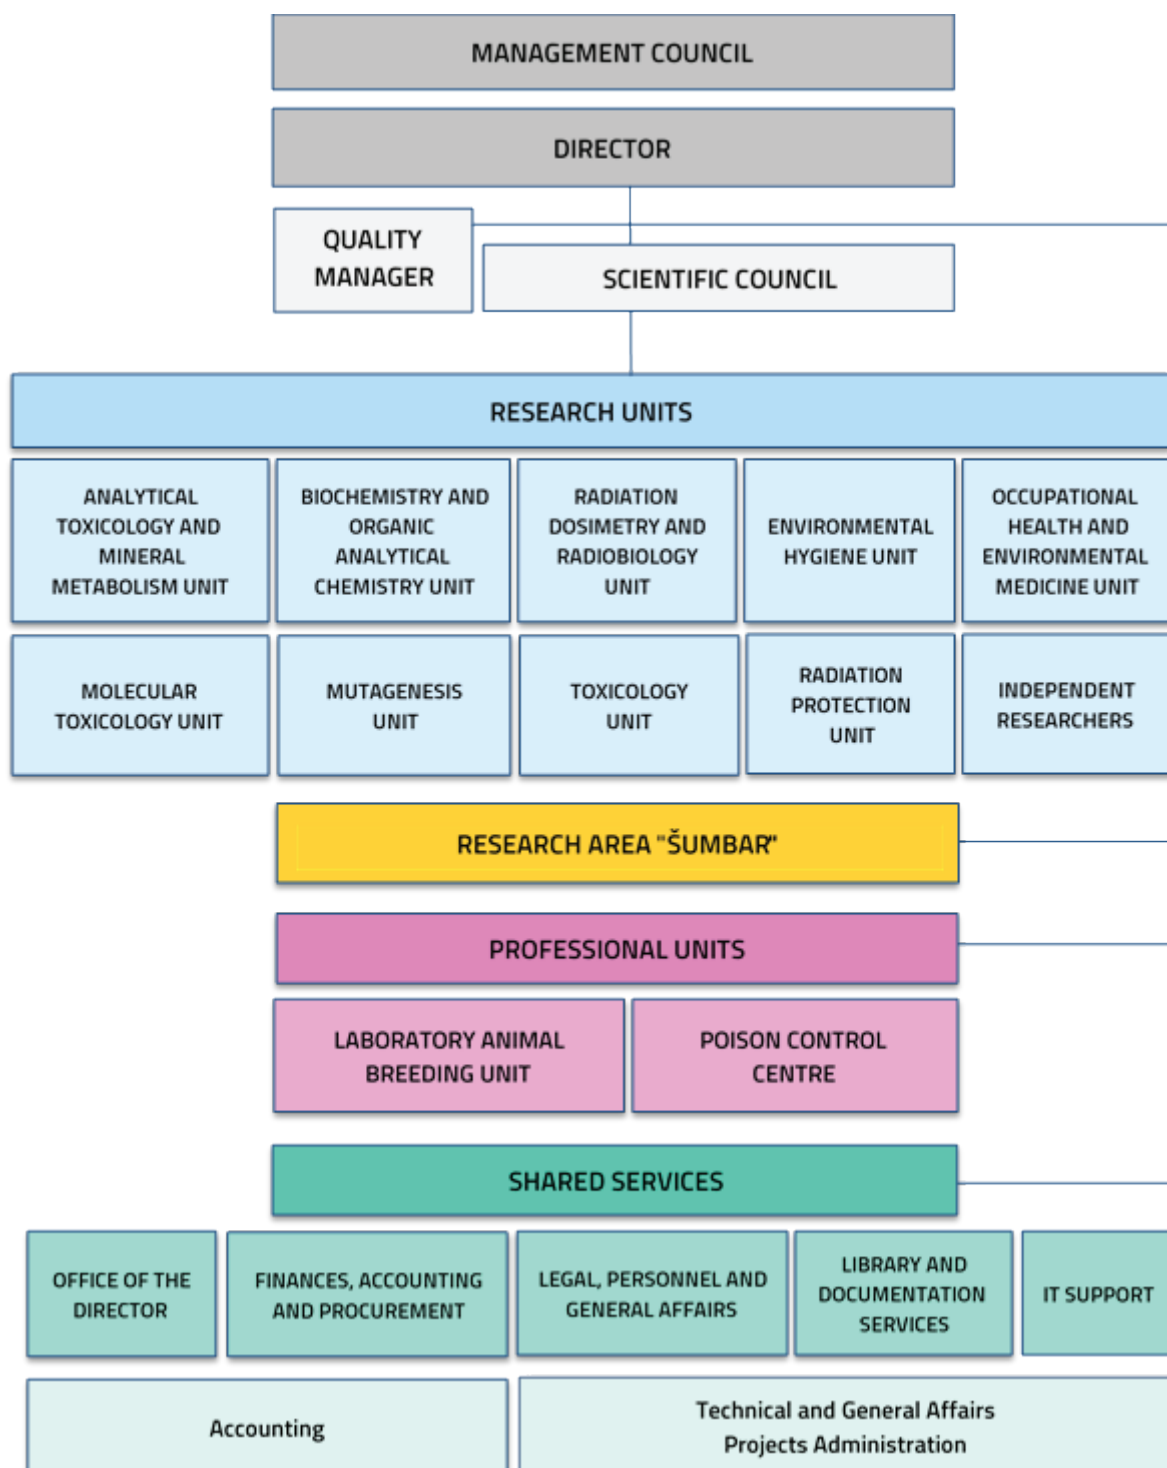 MANAGEMENT COUNCIL
DIRECTOR
QUALITY
MANAGER
SCIENTIFIC COUNCIL
RESEARCH UNITS
ANALYTICAL
TOXICOLOGY AND
MINERAL
METABOLISM UNIT
BIOCHEMISTRY AND
ORGANIC
ANALYTICAL
CHEMISTRY UNIT
RADIATION
DOSIMETRY AND
RADIOBIOLOGY
UNIT
ENVIRONMENTAL
HYGIENE UNIT
OCCUPATIONAL
HEALTH AND
ENVIRONMENTAL
MEDICINE UNIT
MOLECULAR
TOXICOLOGY UNIT
MUTAGENESIS
UNIT
TOXICOLOGY
UNIT
RADIATION
PROTECTION
UNIT
INDEPENDENT
RESEARCHERS
RESEARCH AREA "ŠUMBAR"
PROFESSIONAL UNITS
LABORATORY ANIMAL
BREEDING UNIT
POISON CONTROL
CENTRE
SHARED SERVICES
OFFICE OF THE
DIRECTOR
FINANCES, ACCOUNTING
AND PROCUREMENT
LEGAL, PERSONNEL AND
GENERAL AFFAIRS
LIBRARY AND
DOCUMENTATION
SERVICES
IT SUPPORT
Accounting
Technical and General Affairs
Projects Administration